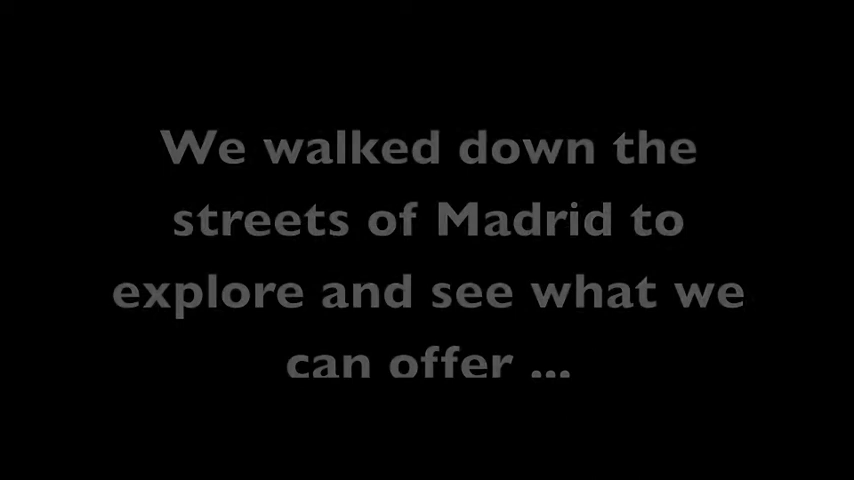 We walked down the
streets of Madrid to
explore and see what we
can offer ...